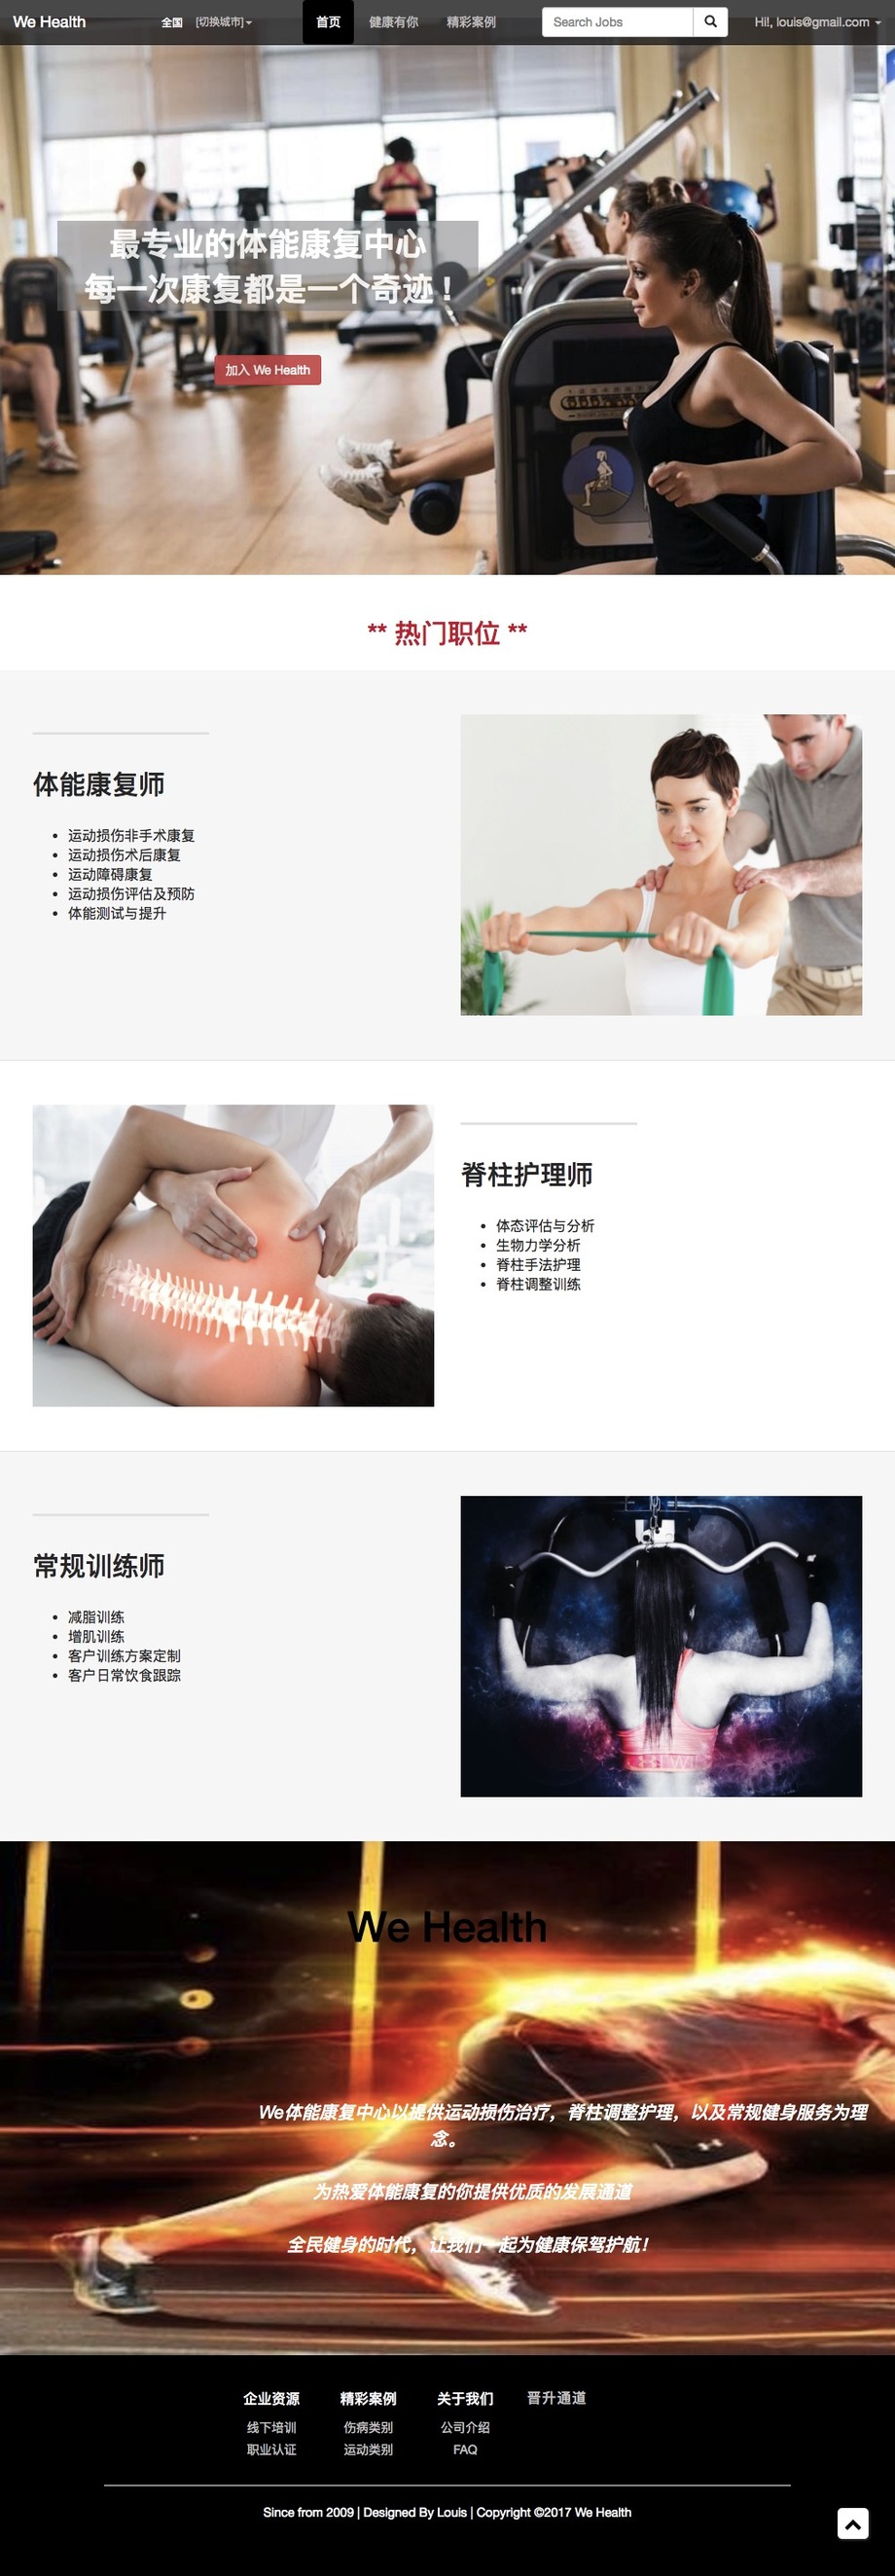 We Health 全国 [切换城市] 首页 健康有你 精彩案例 Search Jobs Hi!, louis@gmail.com
最专业的体能康复中心
每一次康复都是一个奇迹！
加入 We Health
** 热门职位 **
体能康复师
运动损伤非手术康复
运动损伤术后康复
运动障碍康复
运动损伤评估及预防
体能测试与提升
脊柱护理师
体态评估与分析
生物力学分析
脊柱手法护理
脊柱调整训练
常规训练师
减脂训练
增肌训练
客户训练方案定制
客户日常饮食跟踪
We Health
We体能康复中心以提供运动损伤治疗，脊柱调整护理，以及常规健身服务为理
念。
为热爱体能康复的你提供优质的发展通道
全民健身的时代，让我们一起为健康保驾护航！
企业资源 精彩案例 关于我们 晋升通道
线下培训 伤病类别 公司介绍
职业认证 运动类别 FAQ
Since from 2009 | Designed By Louis | Copyright ©2017 We Health